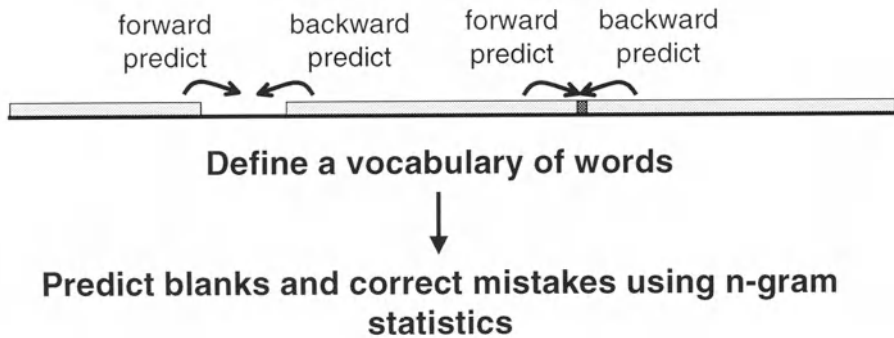 forward predict backward predict forward predict backward predict
Define a vocabulary of words
Predict blanks and correct mistakes using n-gram
statistics